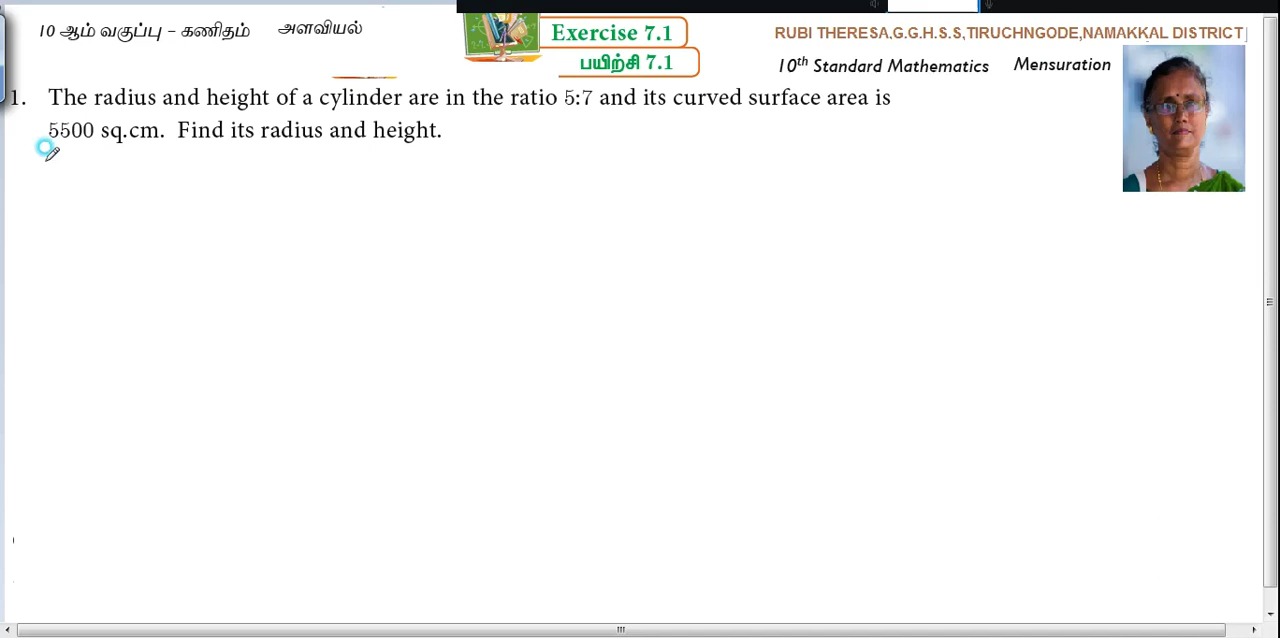 10 ஆம் வகுப்பு – கணிதம் அளவியல்
Exercise 7.1
பயிற்சி 7.1
RUBI THERESA,G.G.H.S.S,TIRUCHNGODE,NAMAKKAL DISTRICT
10th Standard Mathematics Mensuration
1. The radius and height of a cylinder are in the ratio 5:7 and its curved surface area is
5500 sq.cm. Find its radius and height.